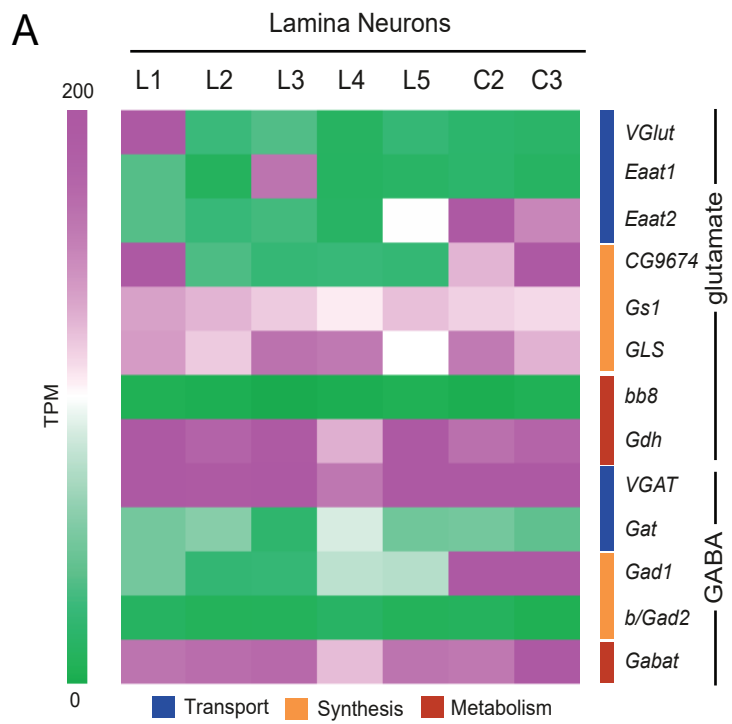 A
Lamina Neurons
L1 L2 L3 L4 L5 C2 C3
200
TPM
0
VGlut
Eaat1
Eaat2
CG9674
Gs1
GLS
bb8
Gdh
VGAT
Gat
Gad1
b/Gad2
Gabat
glutamate
GABA
Transport Synthesis Metabolism